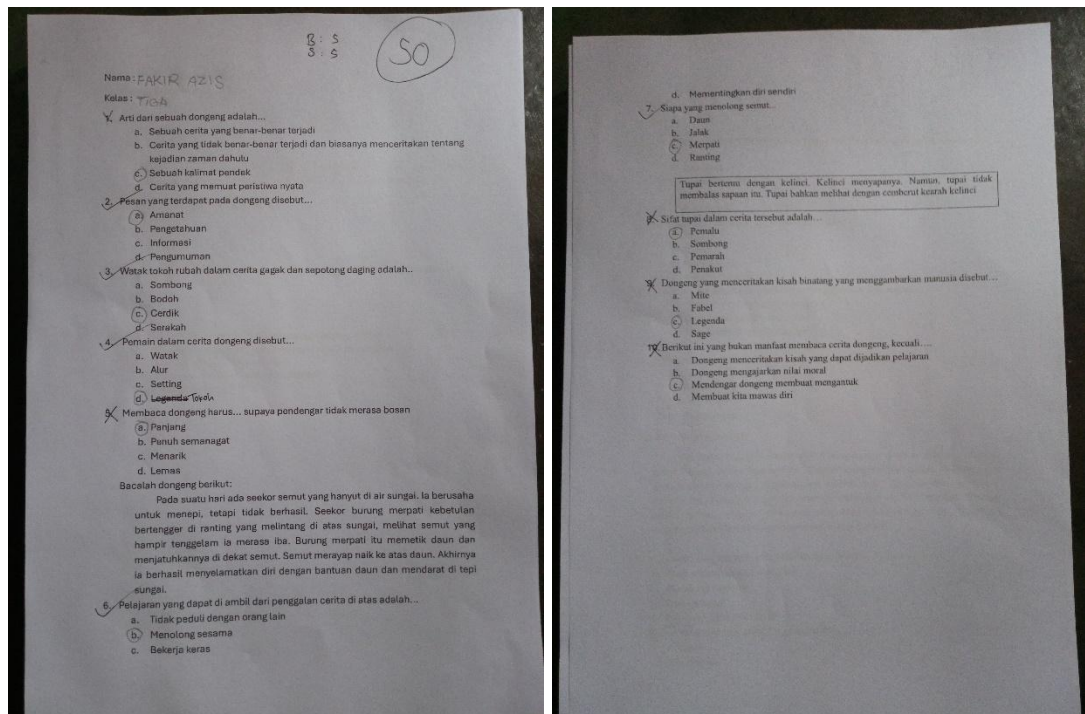 B : 5
S : 5
50
Nama : FAKIR AZIS
Kelas : TIGA
1. Arti dari sebuah dongeng adalah...
a. Sebuah cerita yang benar-benar terjadi
b. Cerita yang tidak benar-benar terjadi dan biasanya menceritakan tentang
kejadian zaman dahulu
c. Sebuah kalimat pendek
d. Cerita yang memuat peristiwa nyata
2. Pesan yang terdapat pada dongeng disebut...
a. Amanat
b. Pengetahuan
c. Informasi
d. Pengumuman
3. Watak tokoh rubah dalam cerita gagak dan sepotong daging adalah..
a. Sombong
b. Bodoh
c. Cerdik
d. Serakah
4. Pemain dalam cerita dongeng disebut...
a. Watak
b. Alur
c. Setting
d. Legenda Tokoh
5. Membaca dongeng harus... supaya pendengar tidak merasa bosan
a. Panjang
b. Penuh semanagat
c. Menarik
d. Lemas
Bacalah dongeng berikut:
Pada suatu hari ada seekor semut yang hanyut di air sungai. Ia berusaha
untuk menepi, tetapi tidak berhasil. Seekor burung merpati kebetulan
bertengger di ranting yang melintang di atas sungai, melihat semut yang
hampir tenggelam ia merasa iba. Burung merpati itu memetik daun dan
menjatuhkannya di dekat semut. Semut merayap naik ke atas daun. Akhirnya
ia berhasil menyelamatkan diri dengan bantuan daun dan mendarat di tepi
sungai.
6. Pelajaran yang dapat di ambil dari penggalan cerita di atas adalah...
a. Tidak peduli dengan orang lain
b. Menolong sesama
c. Bekerja keras
d. Mementingkan diri sendiri
7. Siapa yang menolong semut...
a. Daun
b. Jalak
c. Merpati
d. Ranting
Tupai bertemu dengan kelinci. Kelinci menyapanya. Namun, tupai tidak
membalas sapaan itu. Tupai bahkan melihat dengan cemberut kearah kelinci
8. Sifat tupai dalam cerita tersebut adalah...
a. Pemalu
b. Sombong
c. Pemarah
d. Penakut
9. Dongeng yang menceritakan kisah binatang yang menggambarkan manusia disebut...
a. Mite
b. Fabel
c. Legenda
d. Sage
10. Berikut ini yang bukan manfaat membaca cerita dongeng, kecuali....
a. Dongeng menceritakan kisah yang dapat dijadikan pelajaran
b. Dongeng mengajarkan nilai moral
c. Mendengar dongeng membuat mengantuk
d. Membuat kita mawas diri